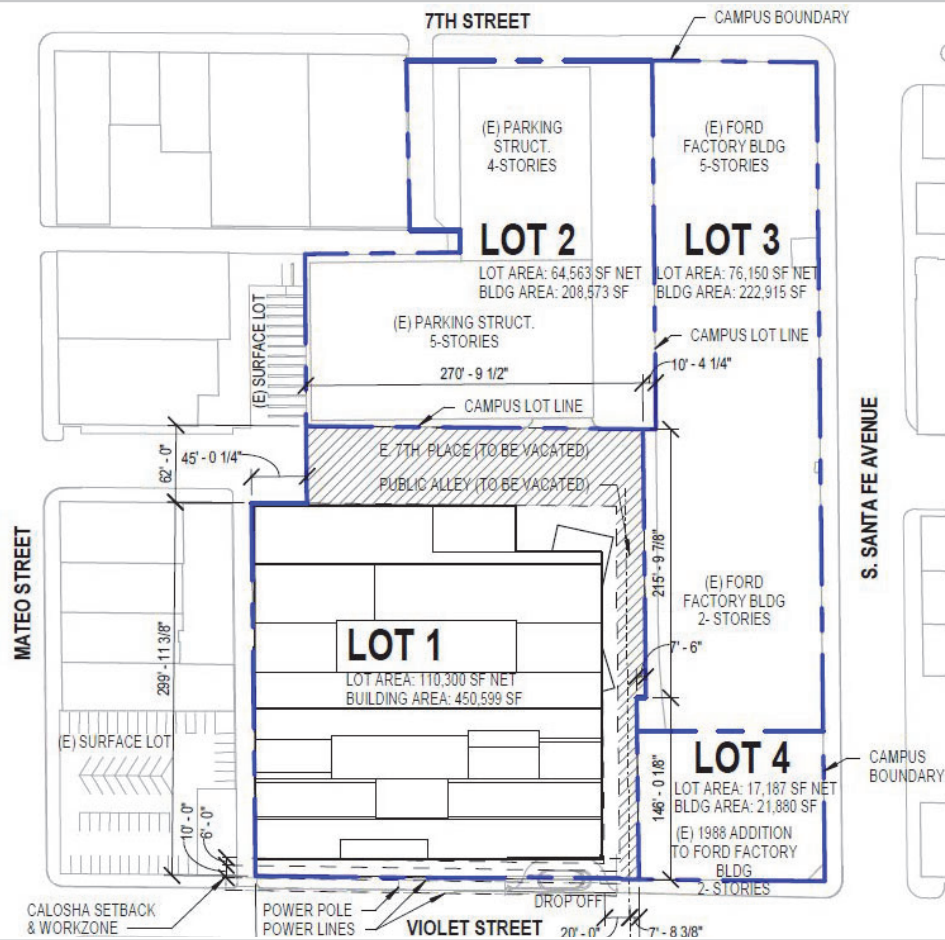 7TH STREET
CAMPUS BOUNDARY
(E) PARKING
STRUCT.
4-STORIES
(E) FORD
FACTORY BLDG
5-STORIES
LOT 2
LOT AREA: 64,563 SF NET
BLDG AREA: 208,573 SF
LOT 3
LOT AREA: 76,150 SF NET
BLDG AREA: 222,915 SF
(E) SURFACE LOT
(E) PARKING STRUCT.
5-STORIES
CAMPUS LOT LINE
270' - 9 1/2"
10' - 4 1/4"
CAMPUS LOT LINE
62' - 0"
45' - 0 1/4"
E. 7TH PLACE (TO BE VACATED)
PUBLIC ALLEY (TO BE VACATED)
S. SANTA FE AVENUE
MATEO STREET
215' - 9 7/8"
(E) FORD
FACTORY BLDG
2- STORIES
7' - 6"
299' - 11 3/8"
LOT 1
LOT AREA: 110,300 SF NET
BUILDING AREA: 450,599 SF
(E) SURFACE LOT
LOT 4
LOT AREA: 17,187 SF NET
BLDG AREA: 21,880 SF
(E) 1988 ADDITION
TO FORD FACTORY
BLDG
2- STORIES
CAMPUS
BOUNDARY
146' - 0 1/8"
10' - 0"
6' - 0"
CALOSHA SETBACK
& WORKZONE
POWER POLE
POWER LINES
VIOLET STREET
DROP OFF
20' - 0"
7' - 8 3/8"